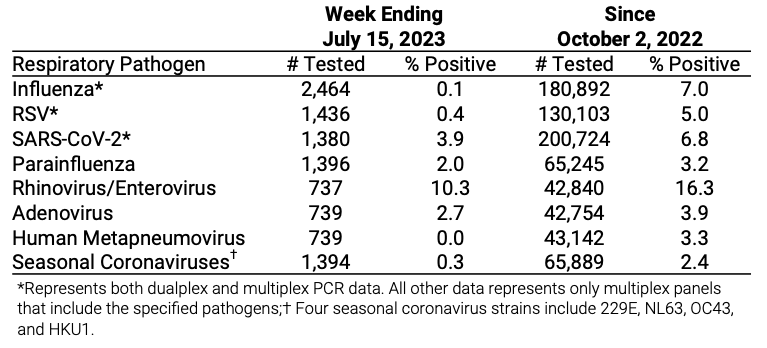 Week Ending Since
July 15, 2023 October 2, 2022
Respiratory Pathogen # Tested % Positive # Tested % Positive
Influenza* 2,464 0.1 180,892 7.0
RSV* 1,436 0.4 130,103 5.0
SARS-CoV-2* 1,380 3.9 200,724 6.8
Parainfluenza 1,396 2.0 65,245 3.2
Rhinovirus/Enterovirus 737 10.3 42,840 16.3
Adenovirus 739 2.7 42,754 3.9
Human Metapneumovirus 739 0.0 43,142 3.3
Seasonal Coronaviruses† 1,394 0.3 65,889 2.4
*Represents both dualplex and multiplex PCR data. All other data represents only multiplex panels
that include the specified pathogens;† Four seasonal coronavirus strains include 229E, NL63, OC43,
and HKU1.